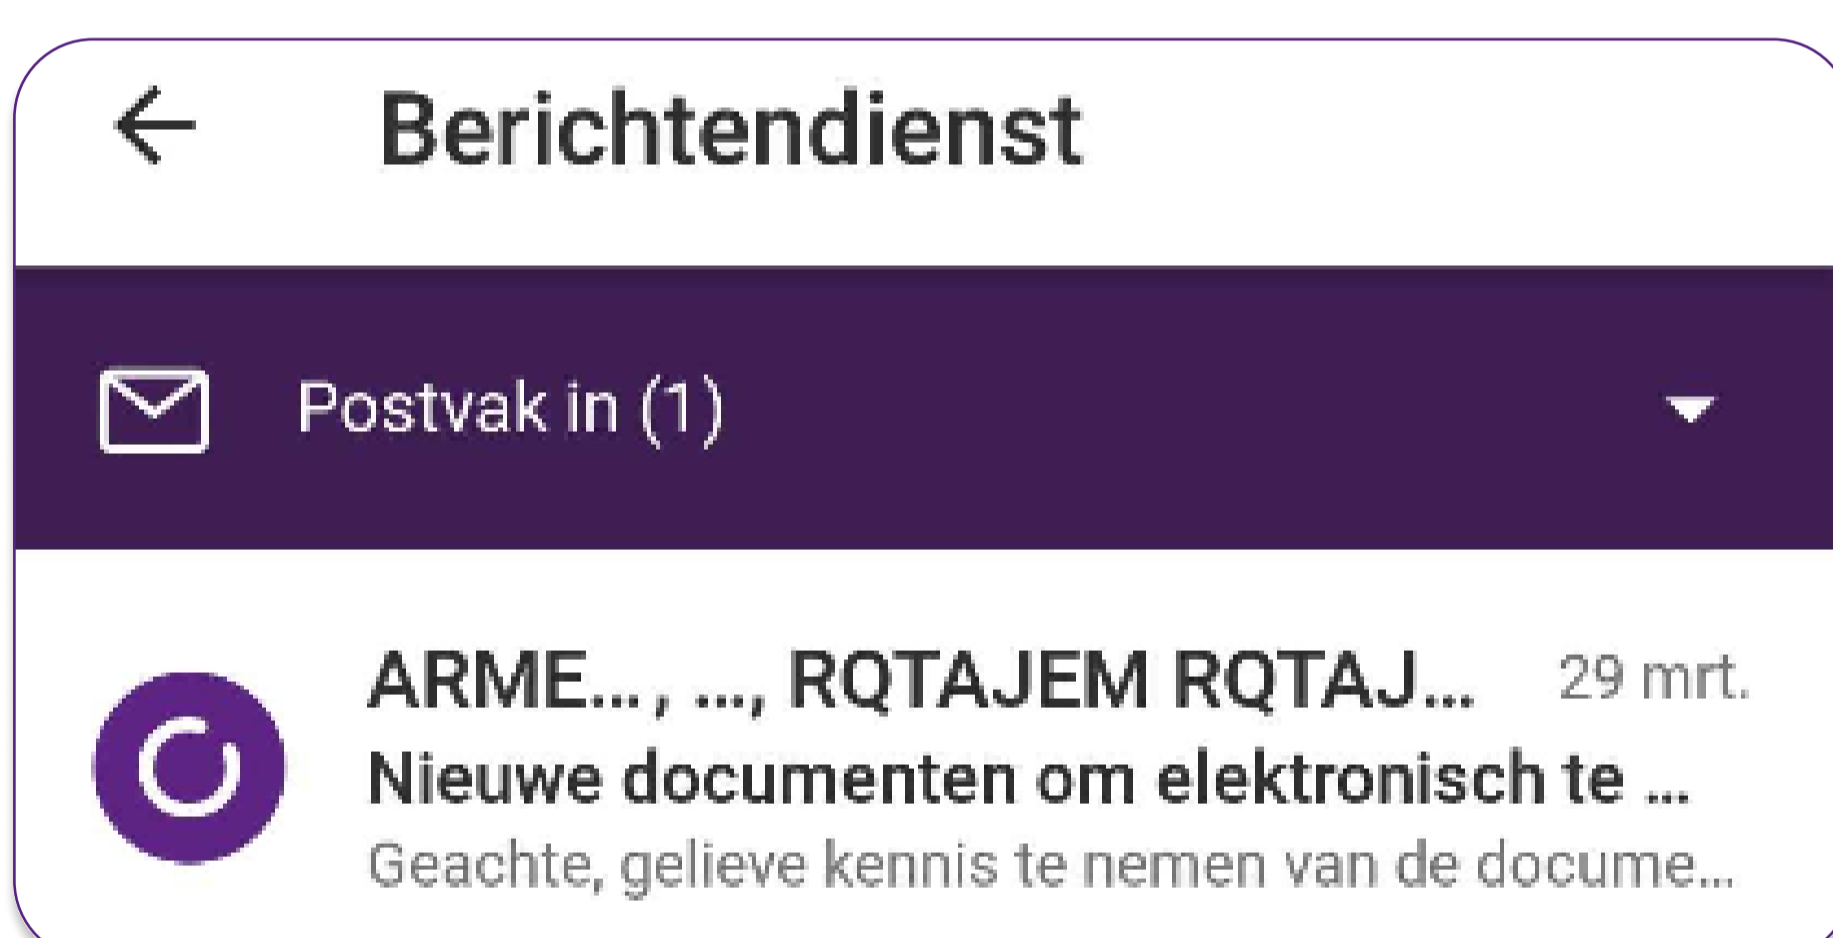 Berichtendienst
Postvak in (1)
ARME..., ..., RQTAJEM RQTAJ... 29 mrt.
Nieuwe documenten om elektronisch te ...
Geachte, gelieve kennis te nemen van de docume...